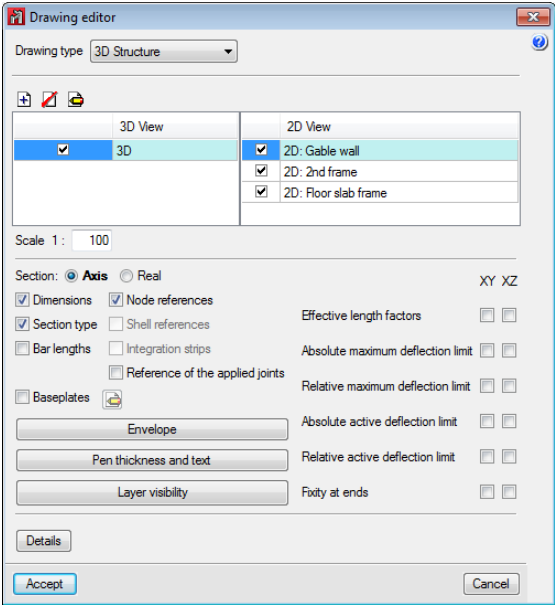 Drawing editor
Drawing type 3D Structure
3D View 2D View
3D 2D: Gable wall
2D: 2nd frame
2D: Floor slab frame
Scale 1 : 100
Section: Axis Real
XY XZ
Dimensions Node references
Effective length factors
Section type Shell references
Bar lengths Integration strips
Absolute maximum deflection limit
Reference of the applied joints
Relative maximum deflection limit
Baseplates
Absolute active deflection limit
Envelope
Pen thickness and text
Relative active deflection limit
Layer visibility
Fixity at ends
Details
Accept Cancel